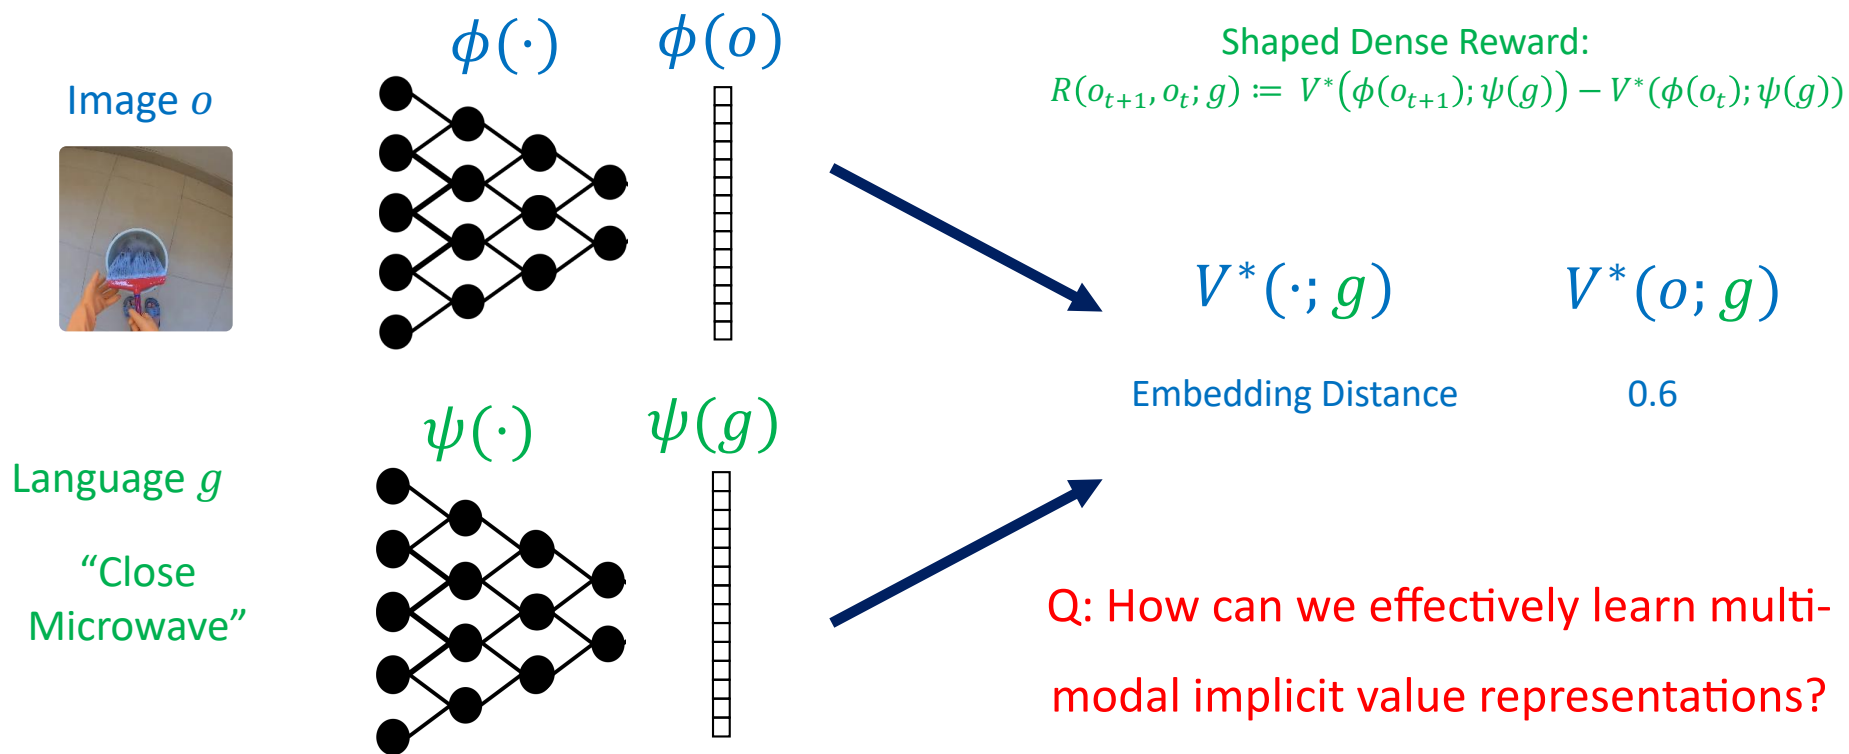 ϕ(·)
ϕ(o)
Shaped Dense Reward:
R(o_{t+1}, o_t; g) ≔ V*(ϕ(o_{t+1}); ψ(g)) − V*(ϕ(o_t); ψ(g))
Image o
V*(·; g)
V*(o; g)
Embedding Distance
0.6
ψ(·)
ψ(g)
Language g
“Close
Microwave”
Q: How can we effectively learn multi-
modal implicit value representations?